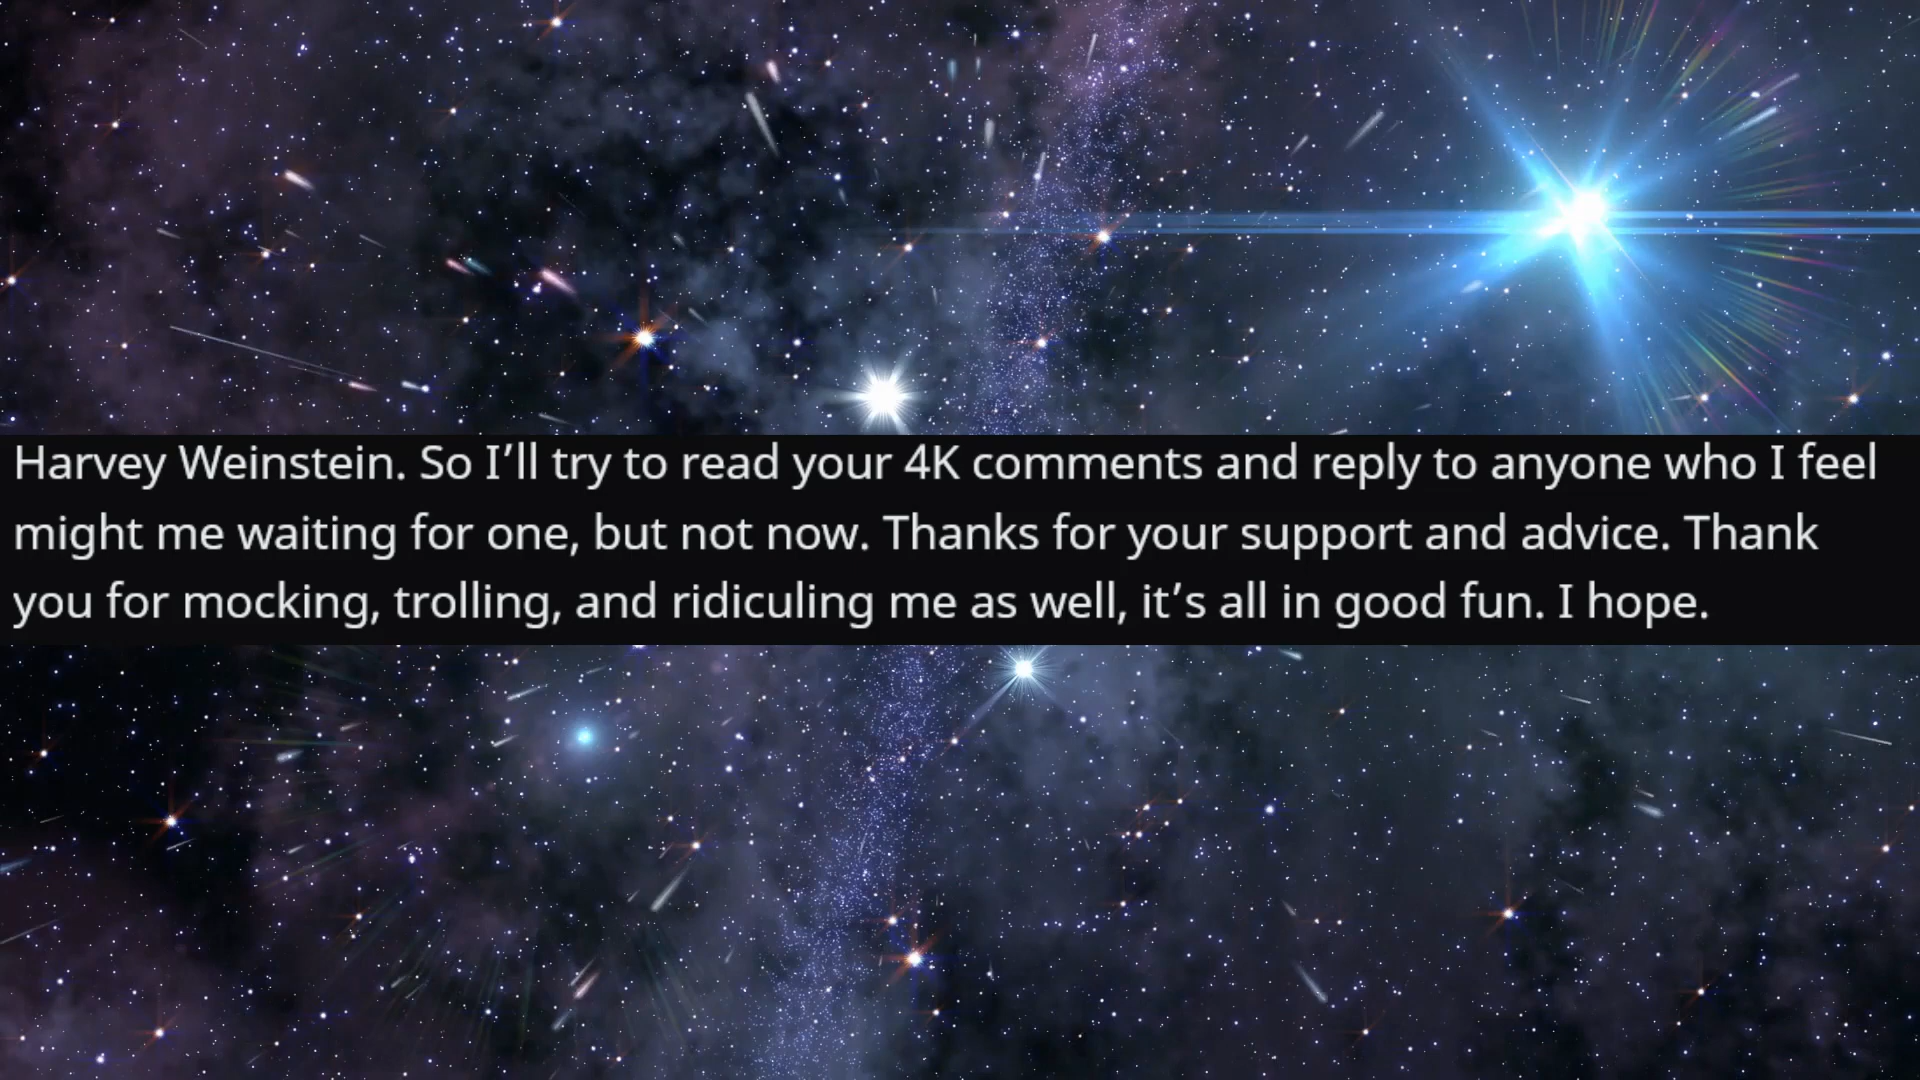 Harvey Weinstein. So I’ll try to read your 4K comments and reply to anyone who I feel
might me waiting for one, but not now. Thanks for your support and advice. Thank
you for mocking, trolling, and ridiculing me as well, it’s all in good fun. I hope.